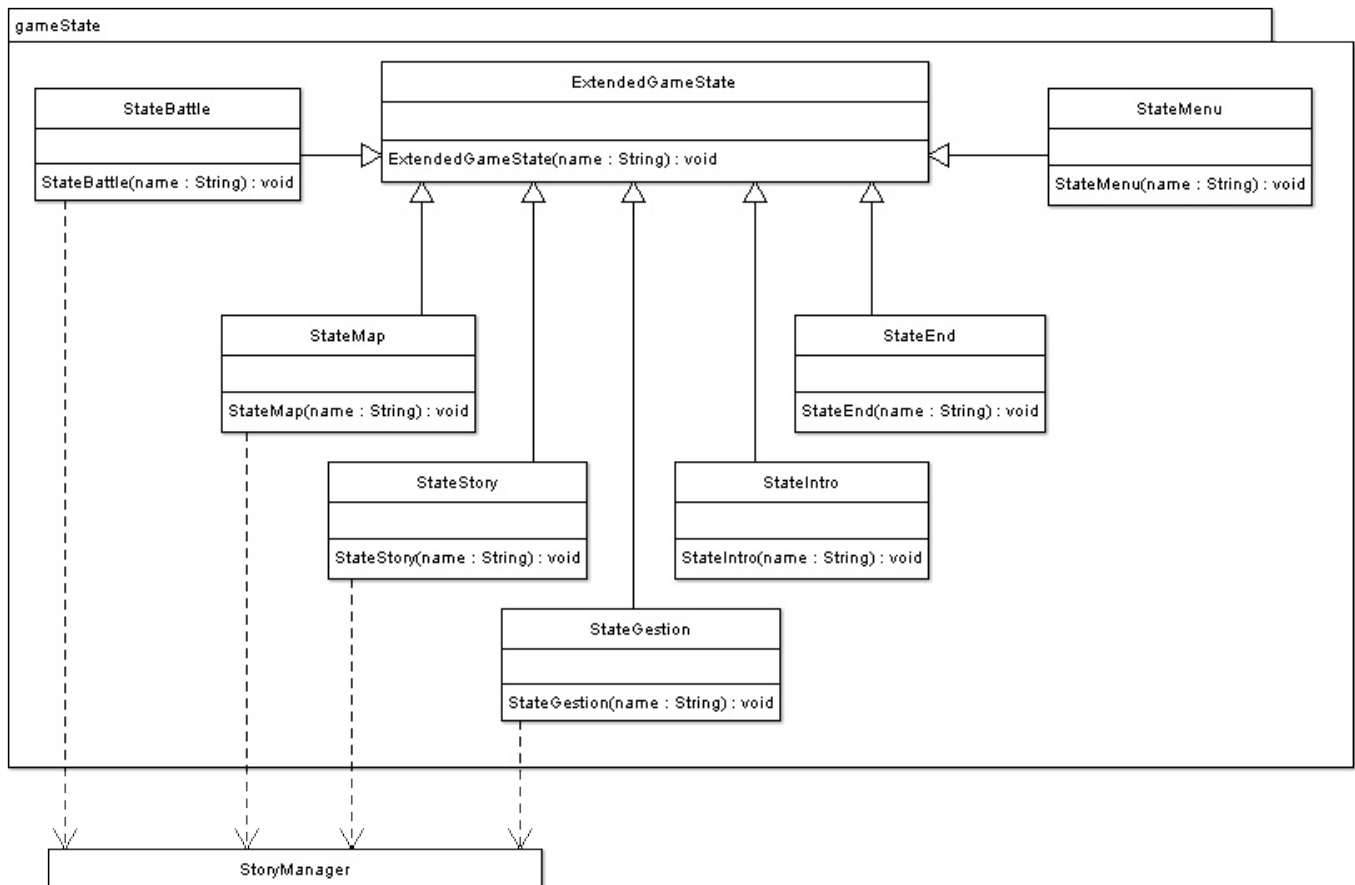 gameState
ExtendedGameState
ExtendedGameState(name : String) : void
StateBattle
StateBattle(name : String) : void
StateMenu
StateMenu(name : String) : void
StateMap
StateMap(name : String) : void
StateEnd
StateEnd(name : String) : void
StateStory
StateStory(name : String) : void
StateIntro
StateIntro(name : String) : void
StateGestion
StateGestion(name : String) : void
StoryManager